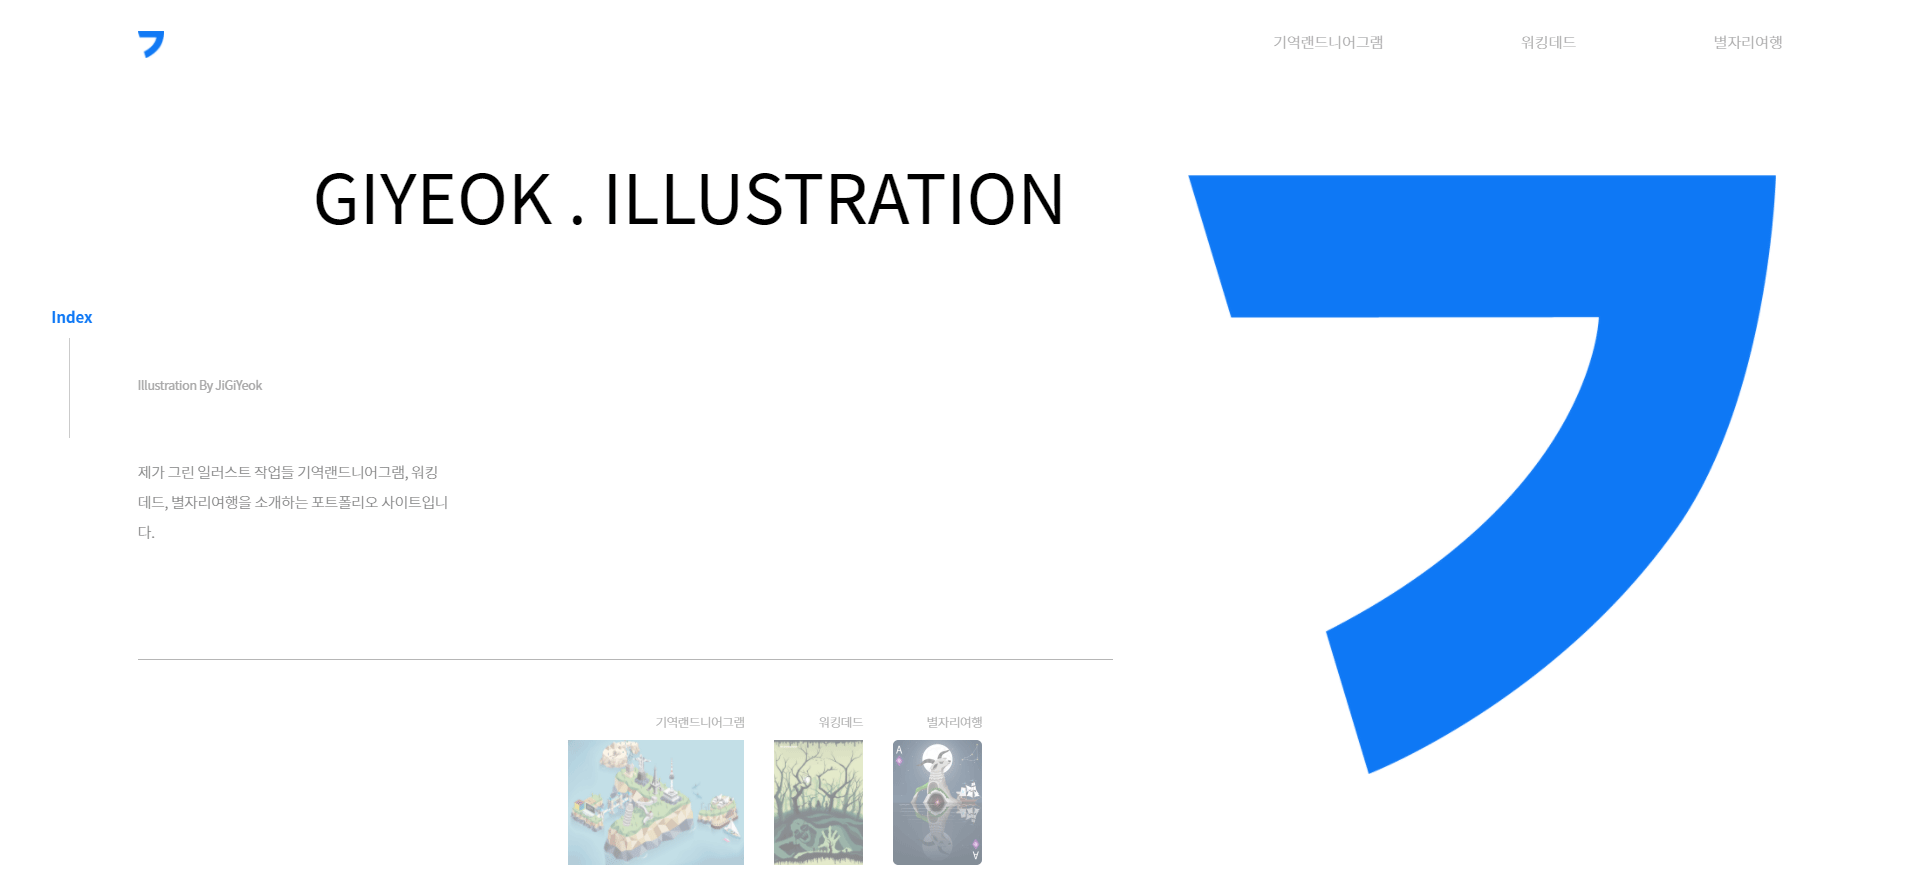 기역랜드니어그램
워킹데드
별자리여행
GIYEOK . ILLUSTRATION
Index
Illustration By JiGiYeok
제가 그린 일러스트 작업들 기역랜드니어그램, 워킹
데드, 별자리여행을 소개하는 포트폴리오 사이트입니
다.
기역랜드니어그램
워킹데드
별자리여행
A
A